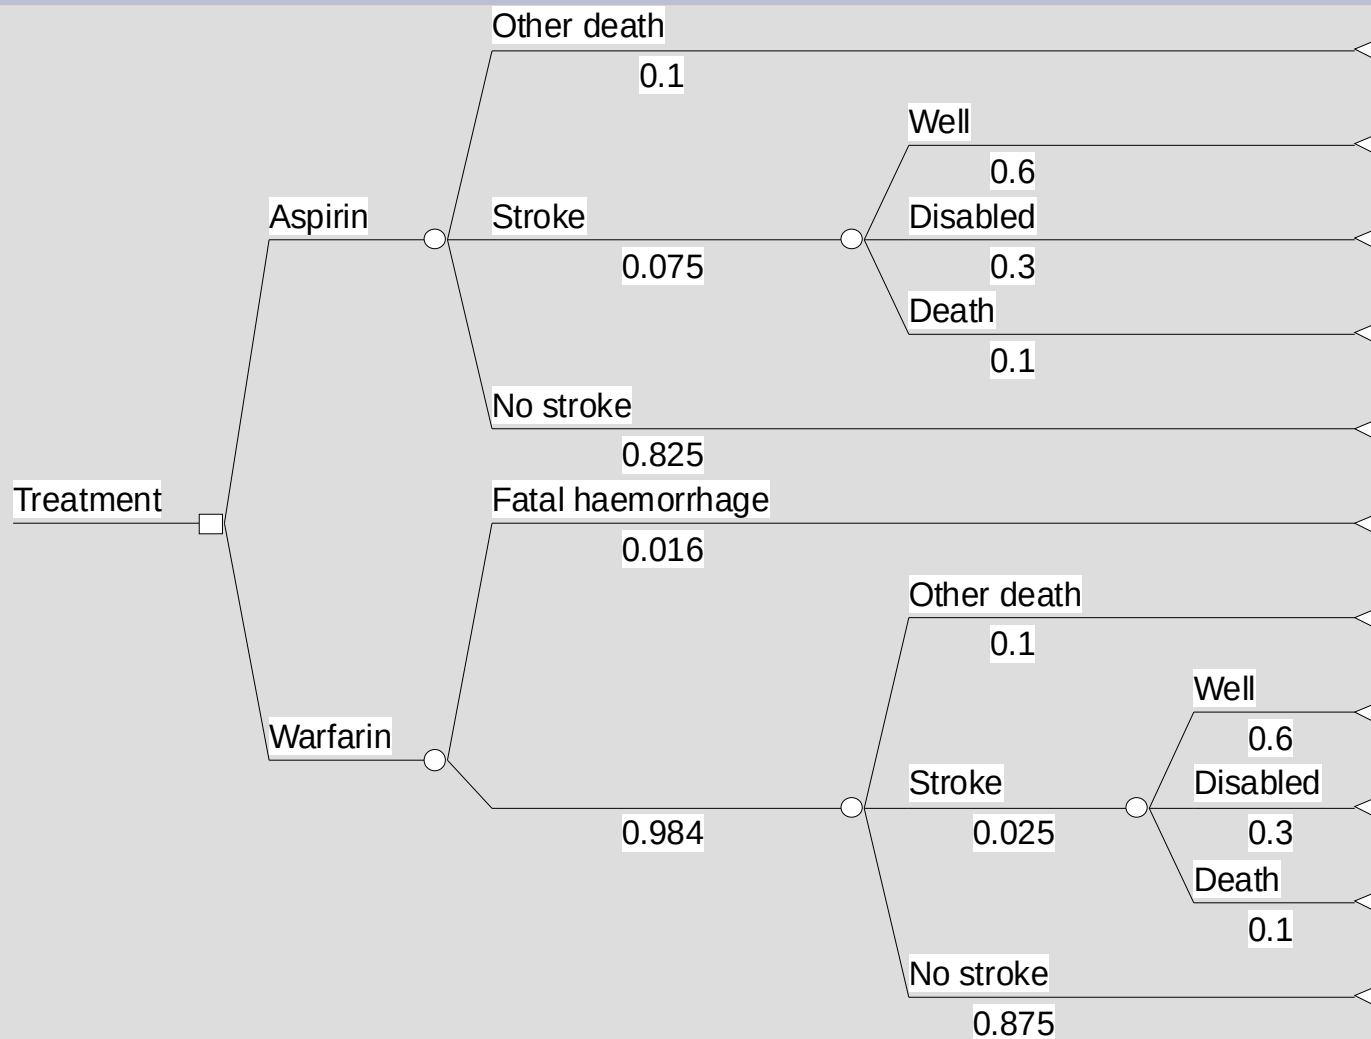 Other death
0.1
Well
0.6
Aspirin
Stroke
Disabled
0.075
0.3
Death
0.1
No stroke
0.825
Treatment
Fatal haemorrhage
0.016
Other death
0.1
Well
0.6
Warfarin
Stroke
Disabled
0.984
0.025
0.3
Death
0.1
No stroke
0.875